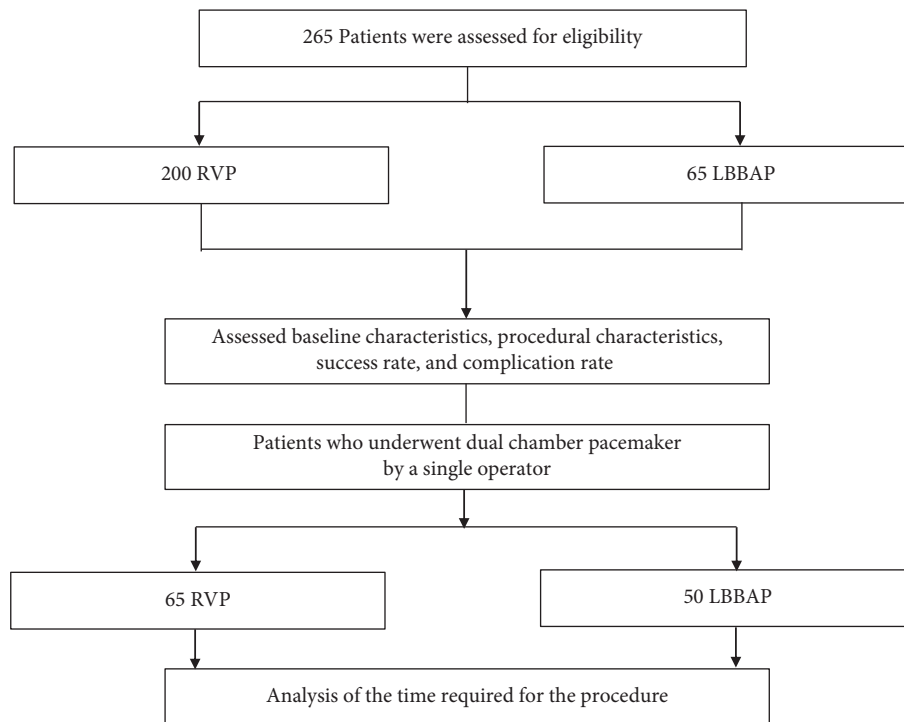 265 Patients were assessed for eligibility
200 RVP
65 LBBAP
Assessed baseline characteristics, procedural characteristics,
success rate, and complication rate
Patients who underwent dual chamber pacemaker
by a single operator
65 RVP
50 LBBAP
Analysis of the time required for the procedure